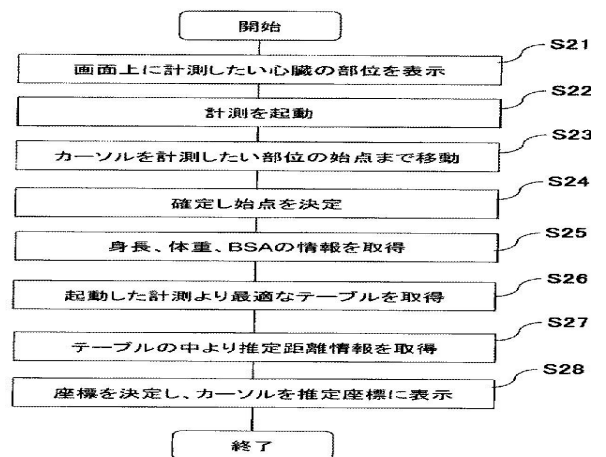 開始
S21
画面上に計測したい心臓の部位を表示
S22
計測を起動
S23
カーソルを計測したい部位の始点まで移動
S24
確定し始点を決定
S25
身長、体重、BSAの情報を取得
S26
起動した計測より最適なテーブルを取得
S27
テーブルの中より推定距離情報を取得
S28
座標を決定し、カーソルを推定座標に表示
終了